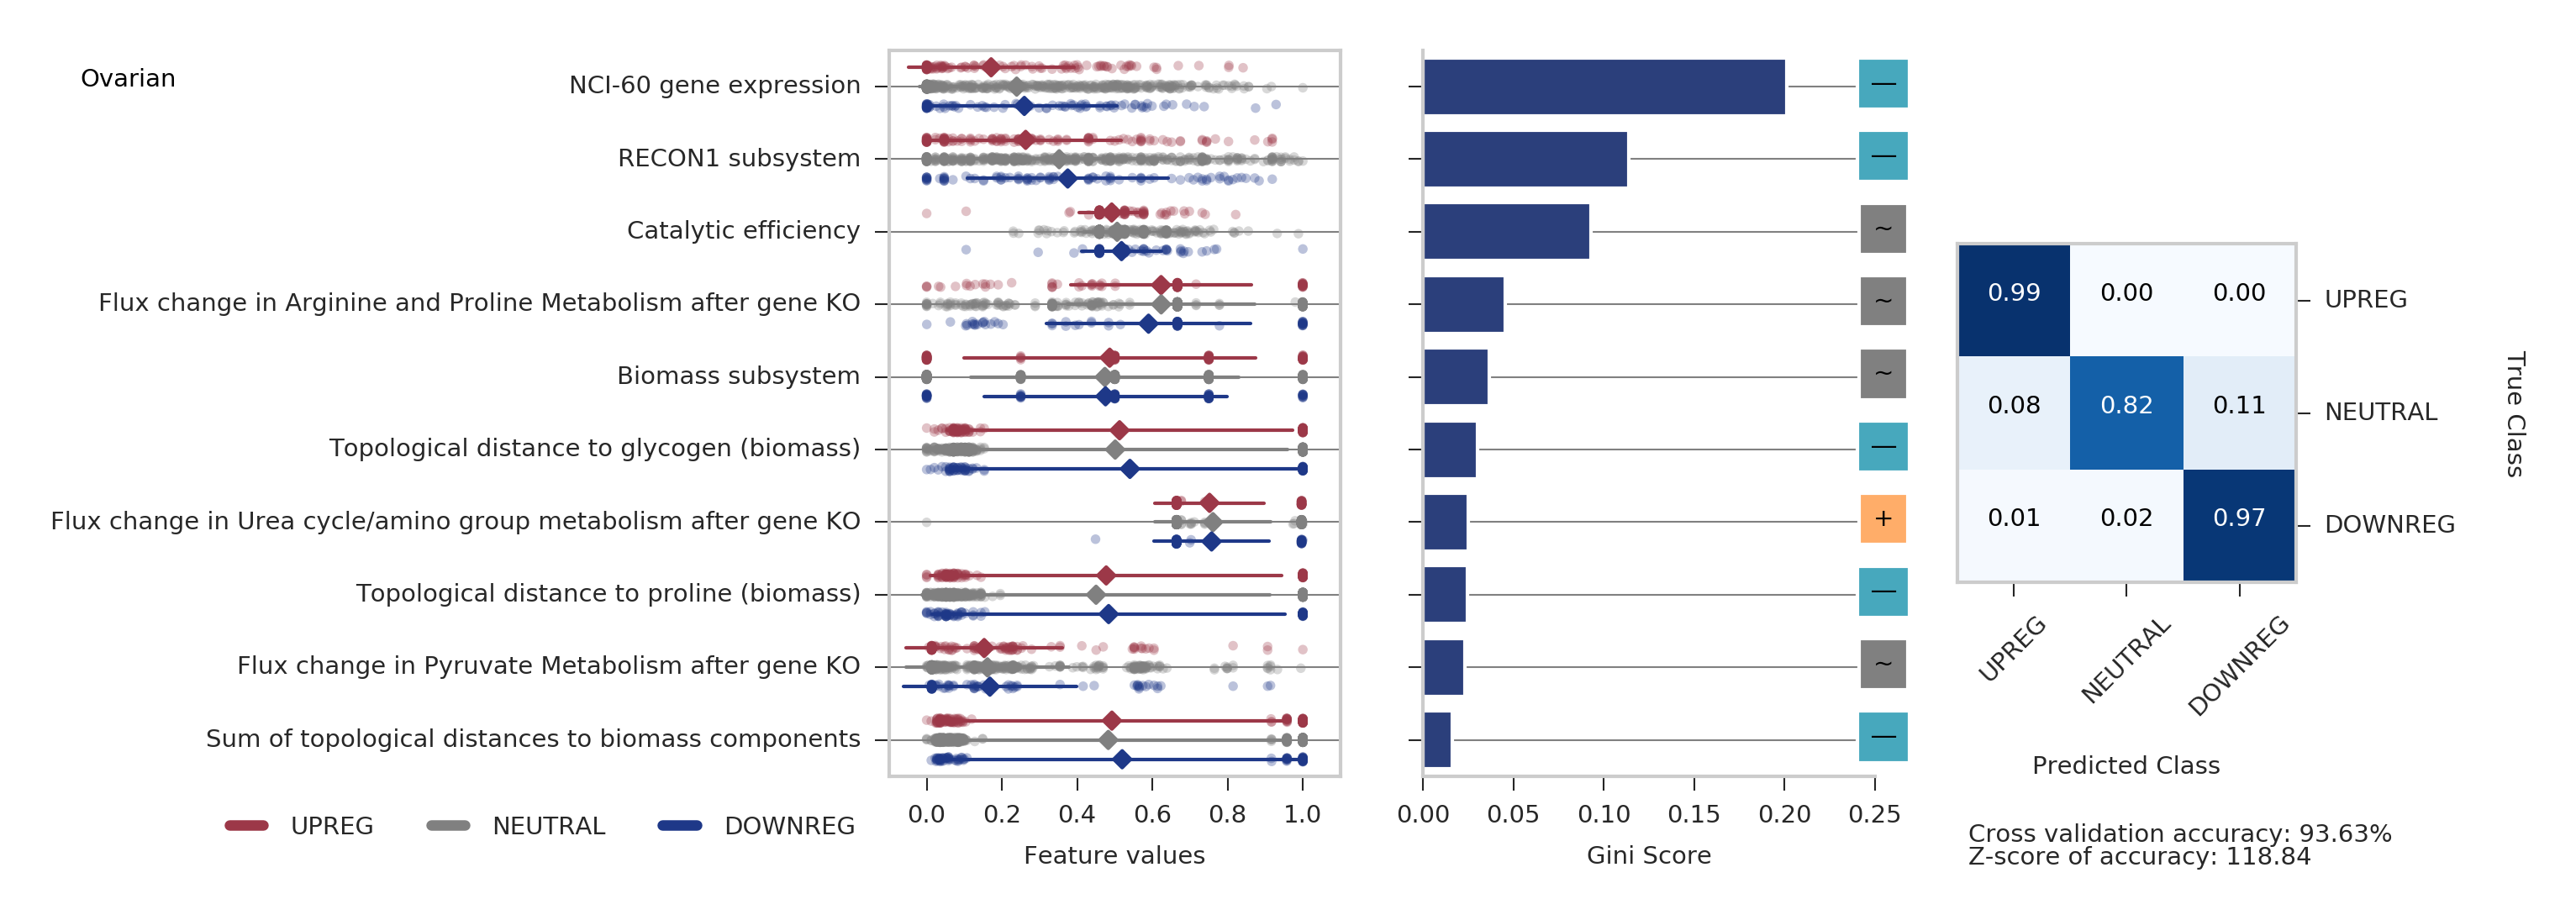 Ovarian
NCI-60 gene expression
RECON1 subsystem
Catalytic efficiency
Flux change in Arginine and Proline Metabolism after gene KO
Biomass subsystem
Topological distance to glycogen (biomass)
Flux change in Urea cycle/amino group metabolism after gene KO
Topological distance to proline (biomass)
Flux change in Pyruvate Metabolism after gene KO
Sum of topological distances to biomass components
UPREG NEUTRAL DOWNREG
0.0 0.2 0.4 0.6 0.8 1.0
Feature values
—
—
~
~
~
—
+
—
~
—
0.00 0.05 0.10 0.15 0.20 0.25
Gini Score
0.99 0.00 0.00 UPREG
0.08 0.82 0.11 NEUTRAL
0.01 0.02 0.97 DOWNREG
True Class
UPREG NEUTRAL DOWNREG
Predicted Class
Cross validation accuracy: 93.63%
Z-score of accuracy: 118.84